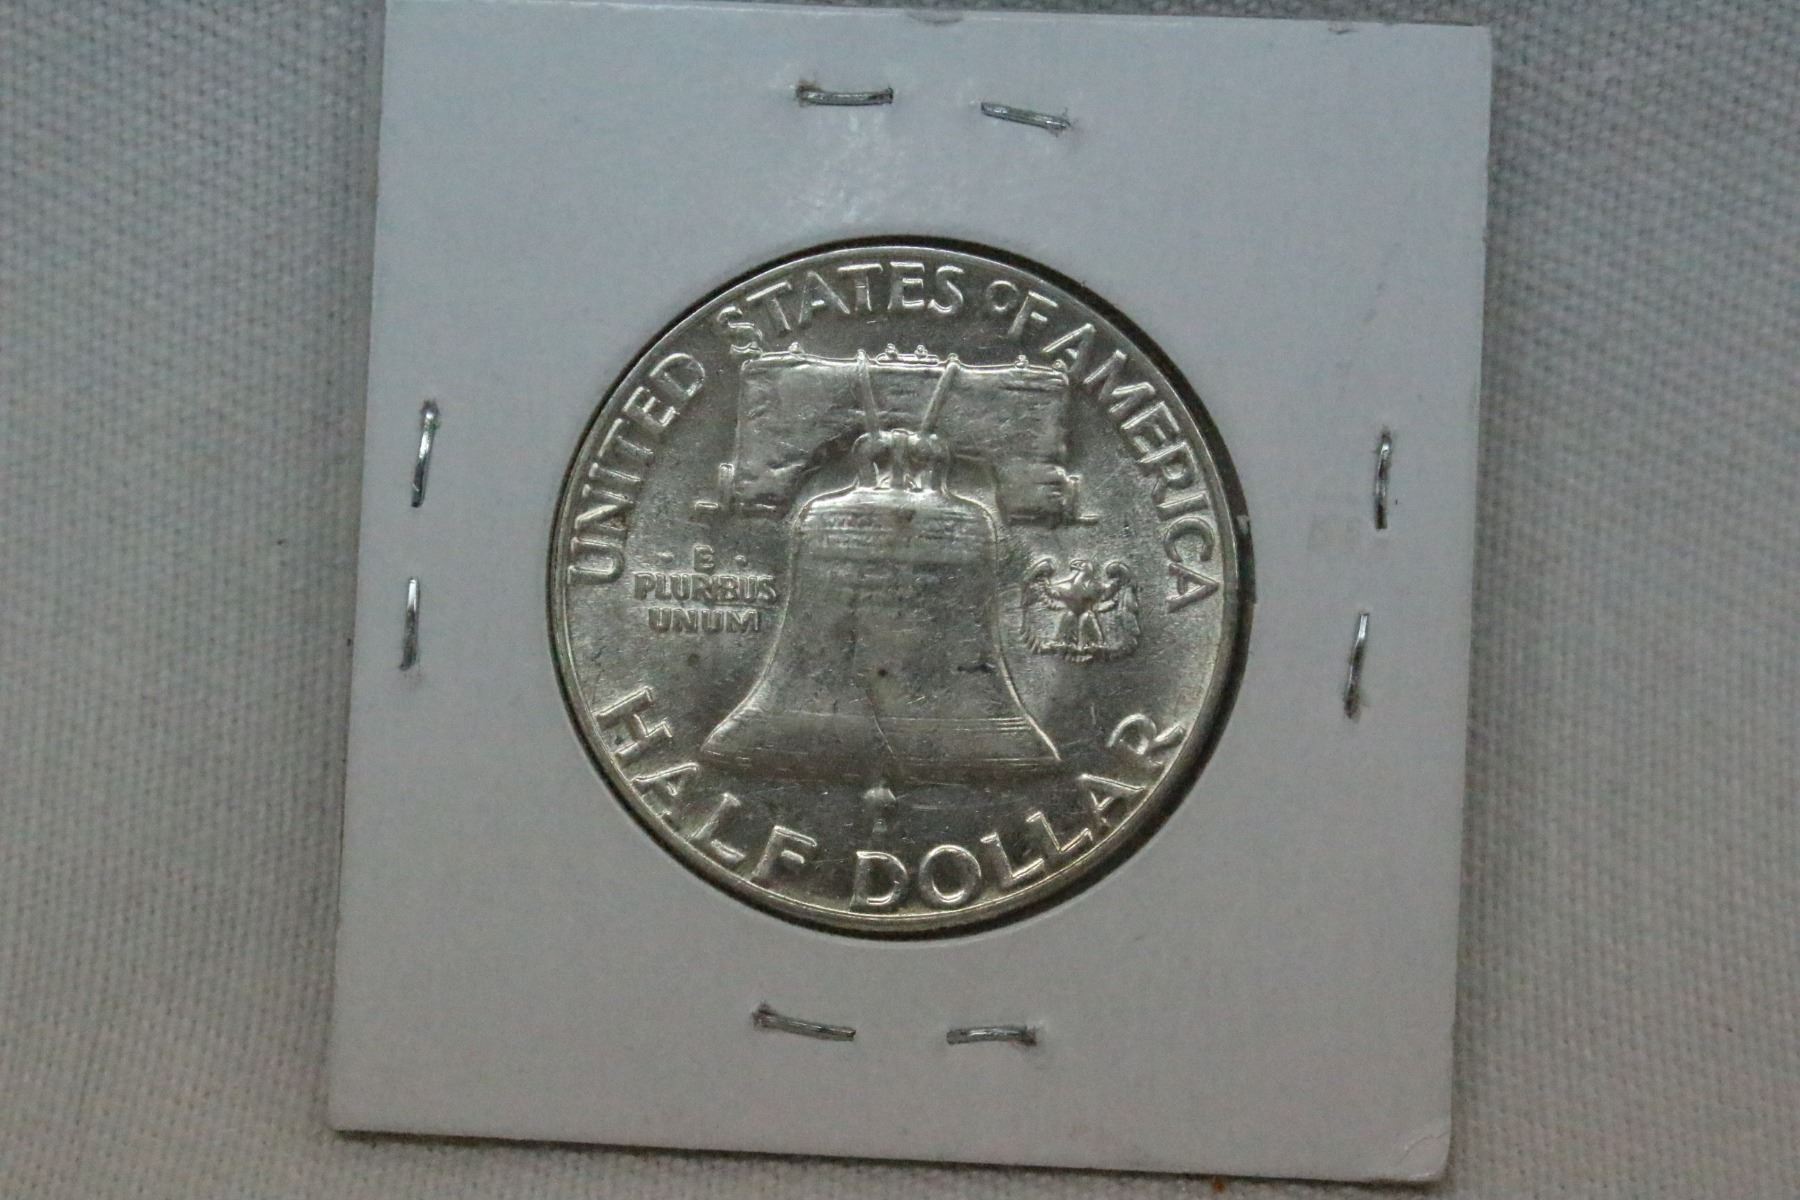 UNITED STATES OF AMERICA
· E ·
PLURIBUS
UNUM
HALF DOLLAR